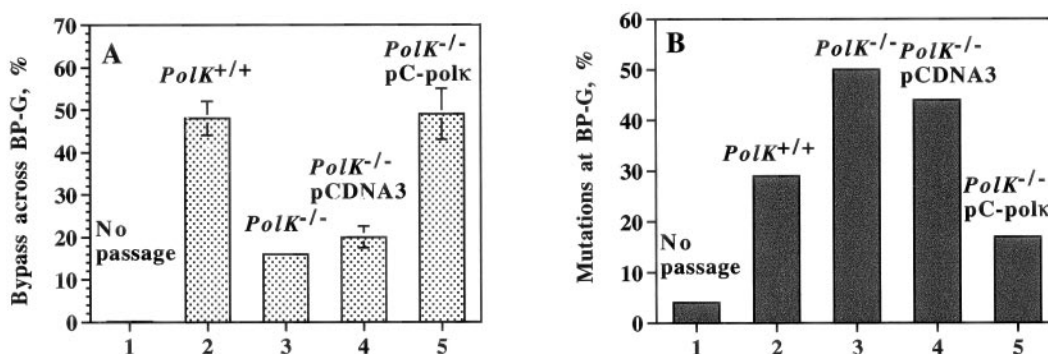 A
Bypass across BP-G, %
70
60
50
40
30
20
10
0
No
passage
PolK+/+
PolK-/-
PolK-/-
pCDNA3
PolK-/-
pC-polκ
1 2 3 4 5
B
Mutations at BP-G, %
60
50
40
30
20
10
0
No
passage
PolK+/+
PolK-/-
PolK-/-
pCDNA3
PolK-/-
pC-polκ
1 2 3 4 5